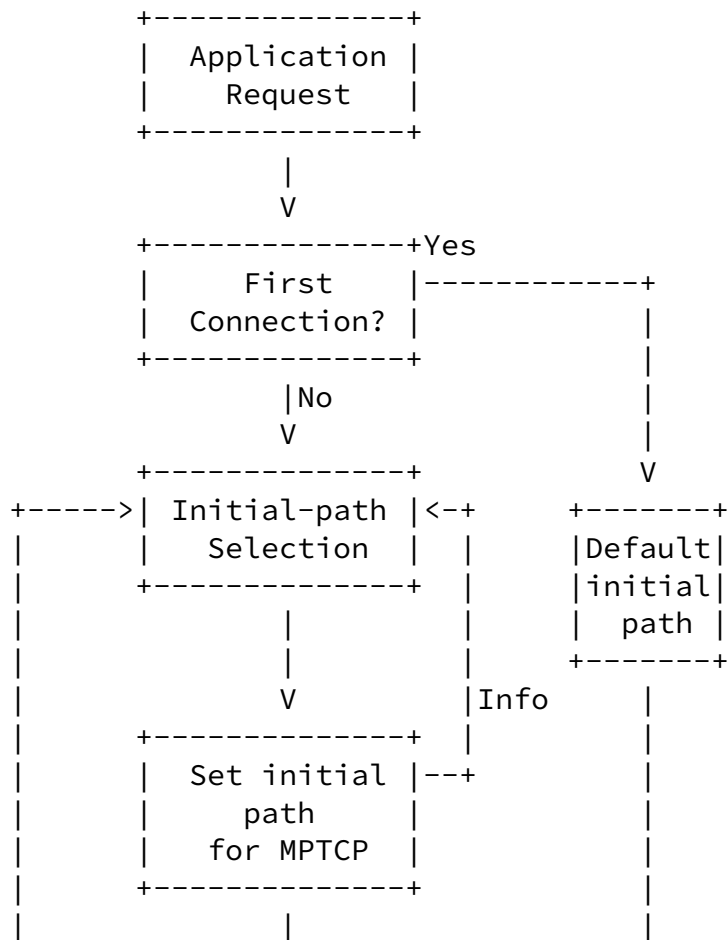 Application
Request
Yes
First
Connection?
No
Initial-path
Selection
Default
initial
path
Info
Set initial
path
for MPTCP